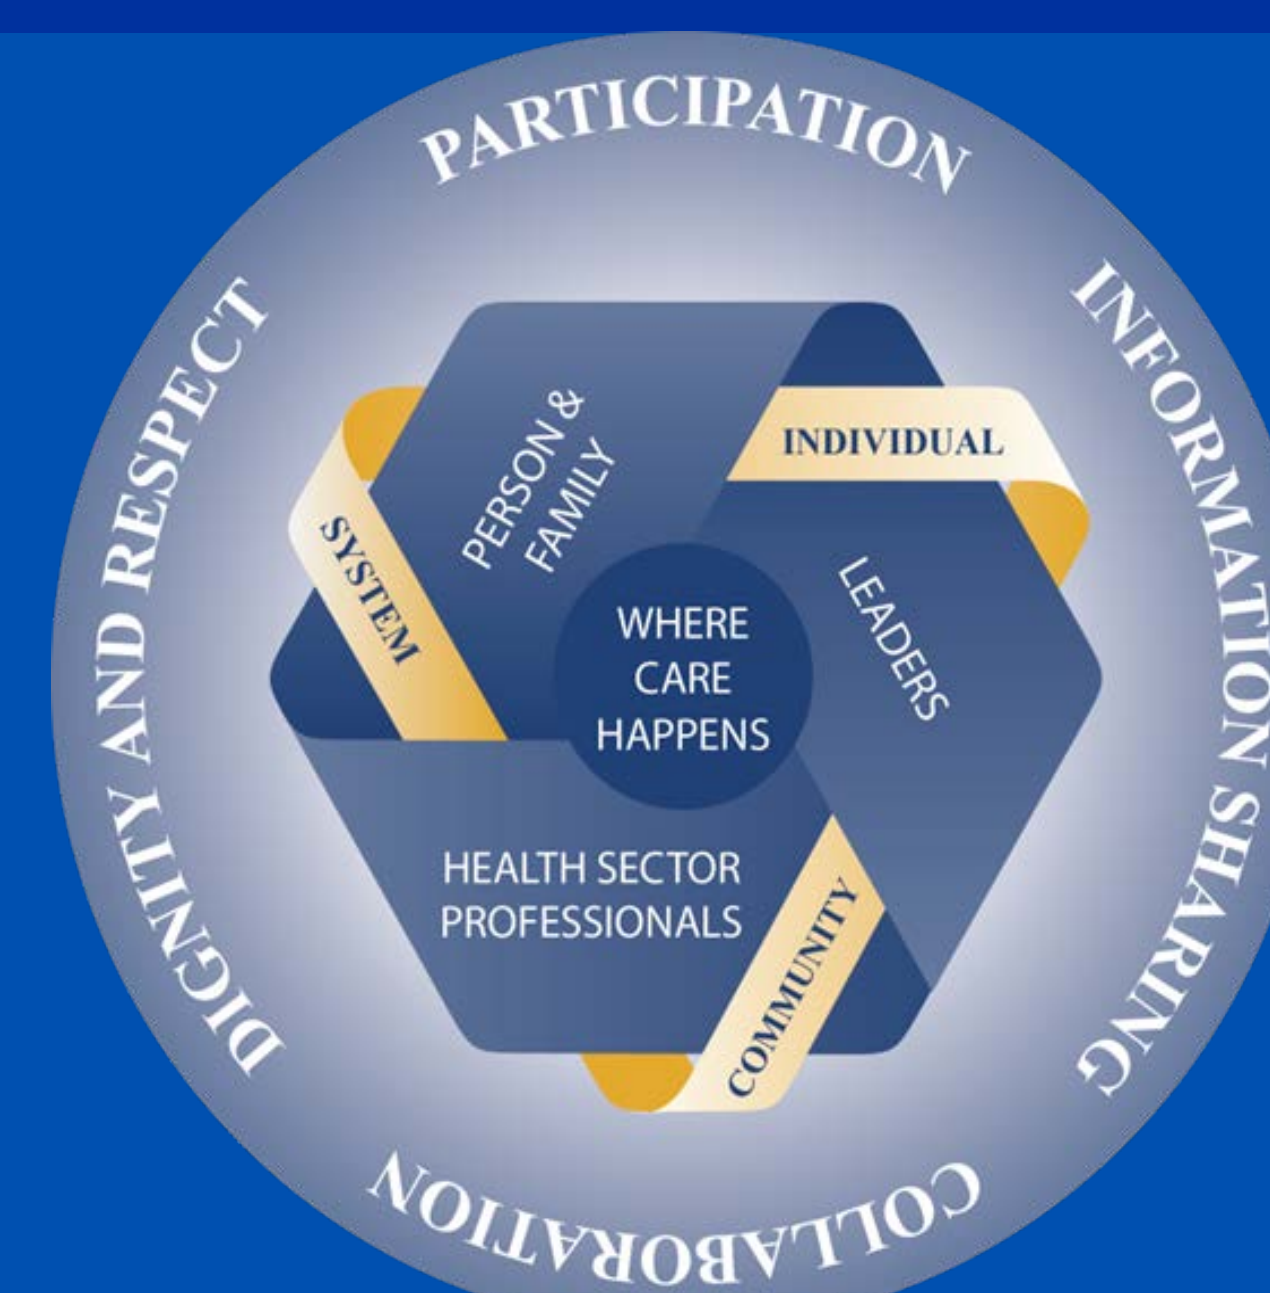 PARTICIPATION
INFORMATION SHARING
COLLABORATION
DIGNITY AND RESPECT
PERSON &
FAMILY
INDIVIDUAL
LEADERS
SYSTEM
WHERE
CARE
HAPPENS
HEALTH SECTOR
PROFESSIONALS
COMMUNITY